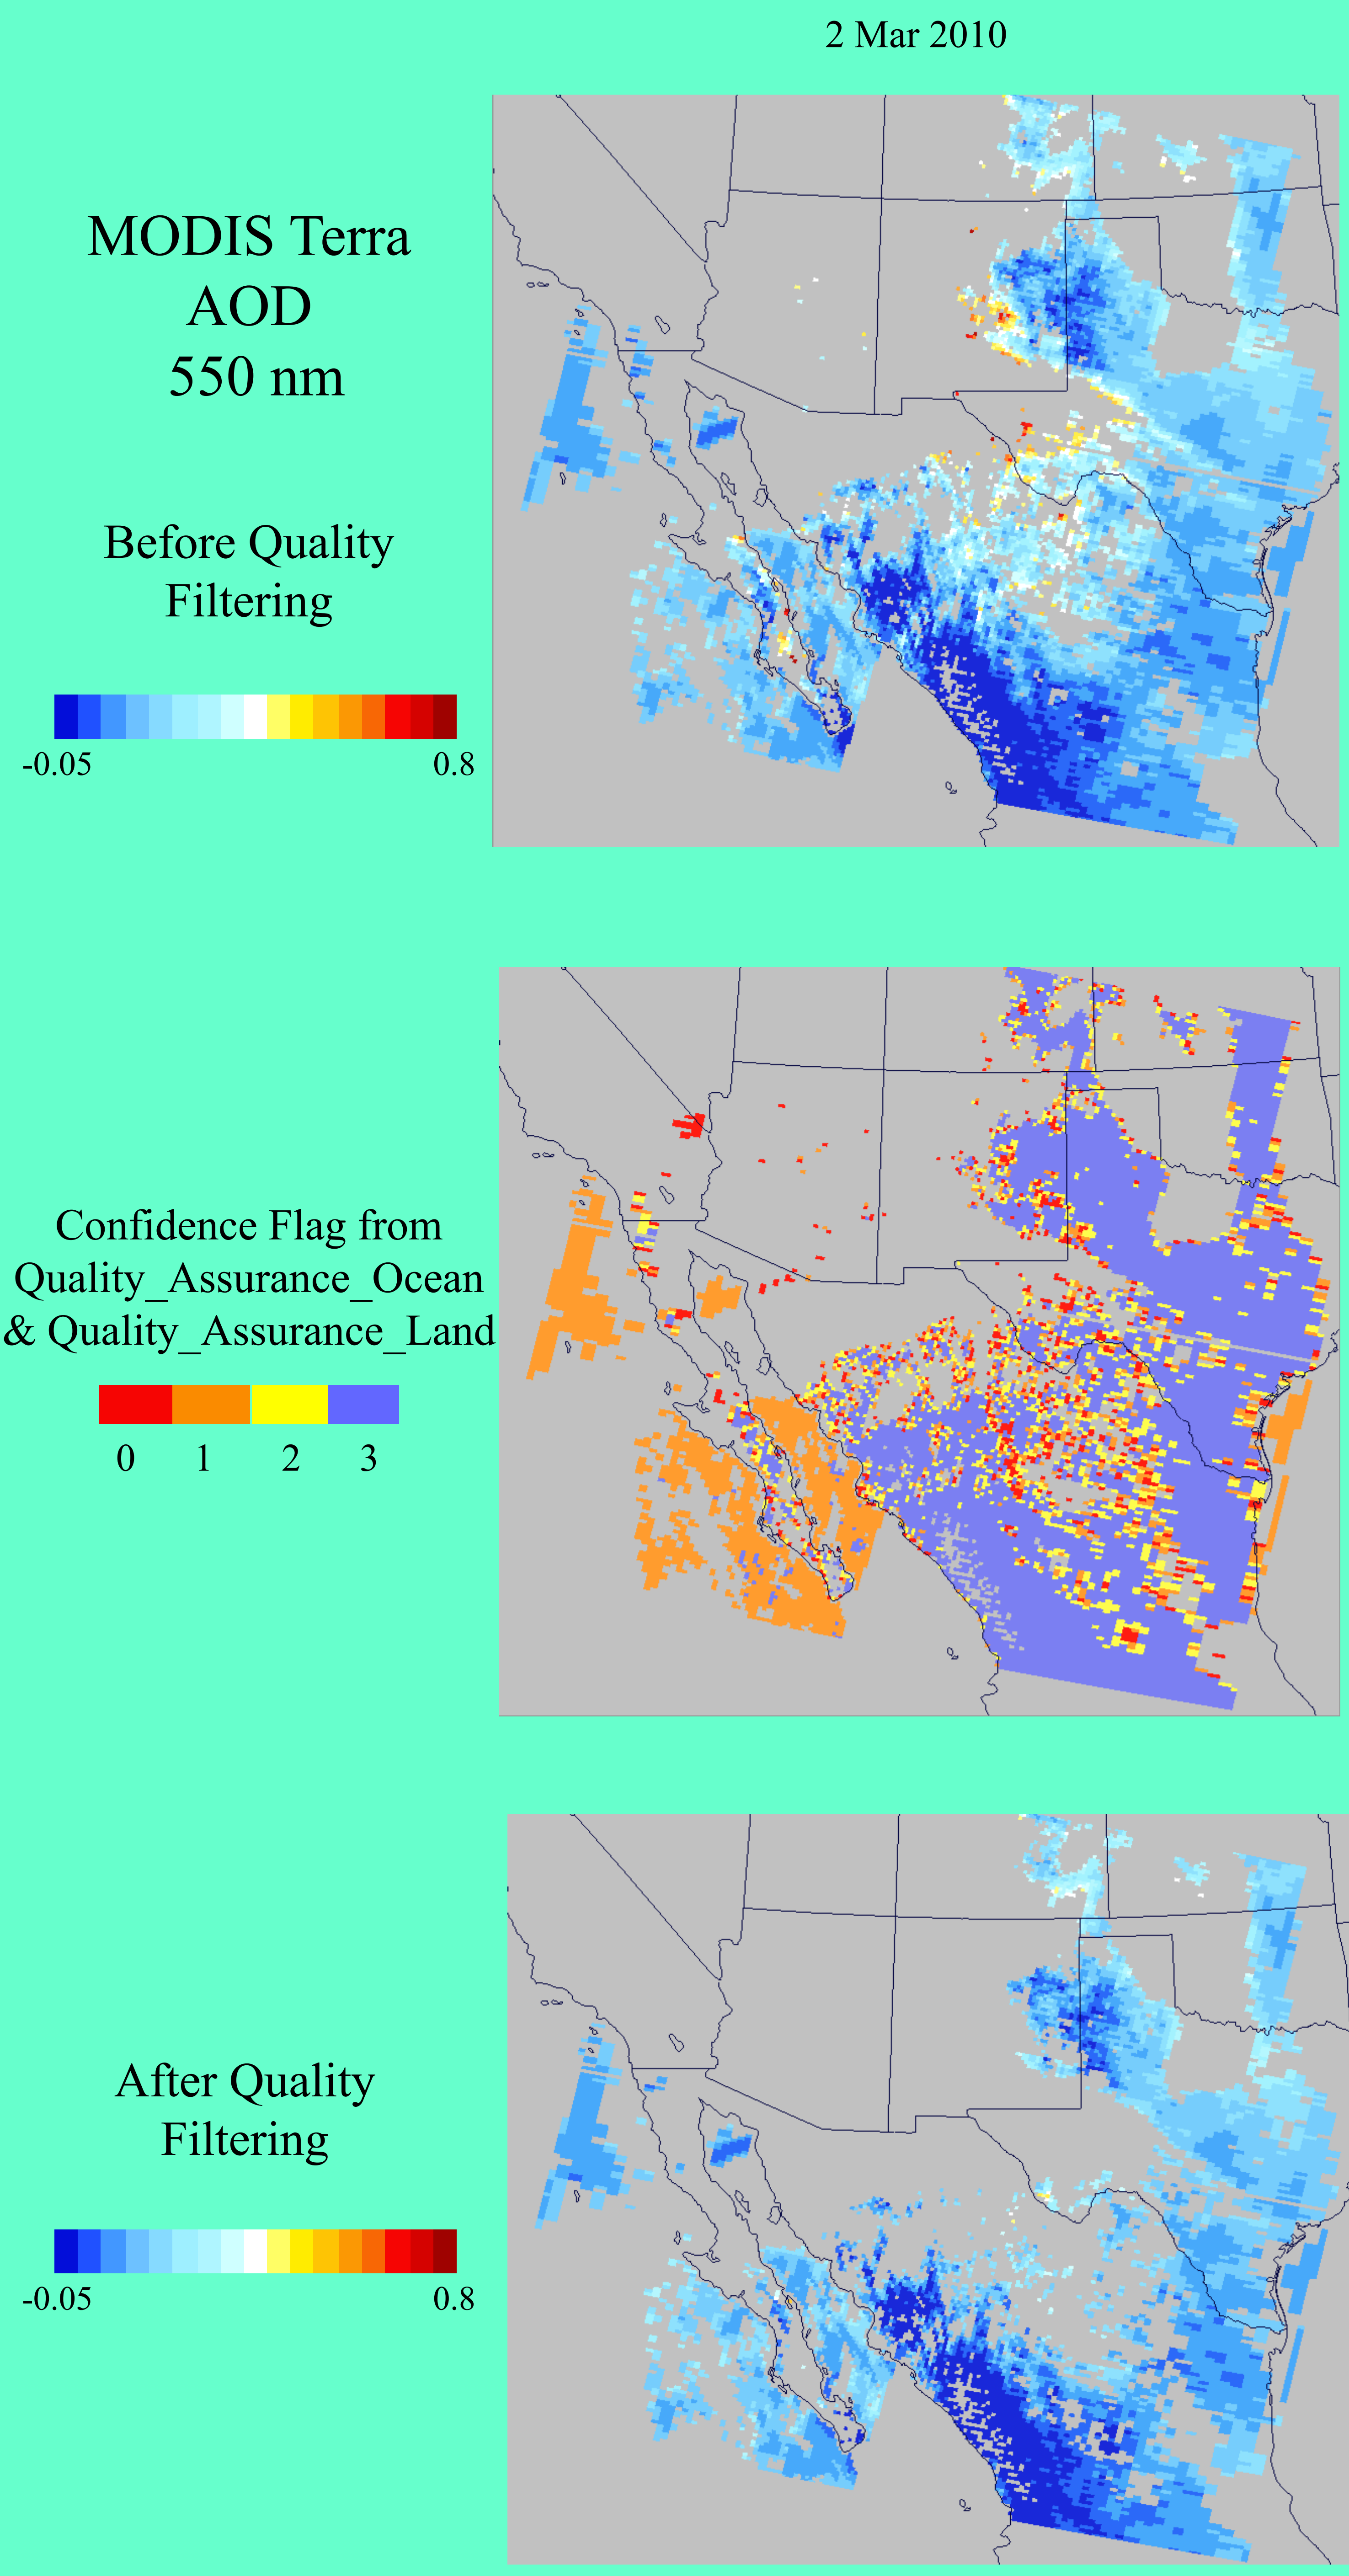 2 Mar 2010
MODIS Terra
AOD
550 nm
Before Quality
Filtering
-0.05 0.8
Confidence Flag from
Quality_Assurance_Ocean
& Quality_Assurance_Land
0 1 2 3
After Quality
Filtering
-0.05 0.8